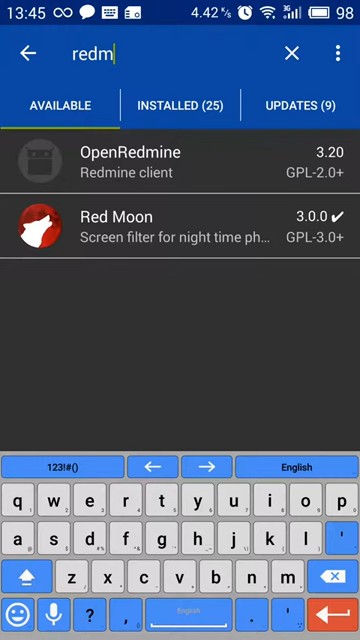 13:45 4.42 K/s 3G 98
redm
AVAILABLE INSTALLED (25) UPDATES (9)
OpenRedmine 3.20
Redmine client GPL-2.0+
Red Moon 3.0.0 ✔
Screen filter for night time ph... GPL-3.0+
123!#() ← → English
q w e r t y u i o p
a s d f g h j k l '
z x c v b n m
? , English . '